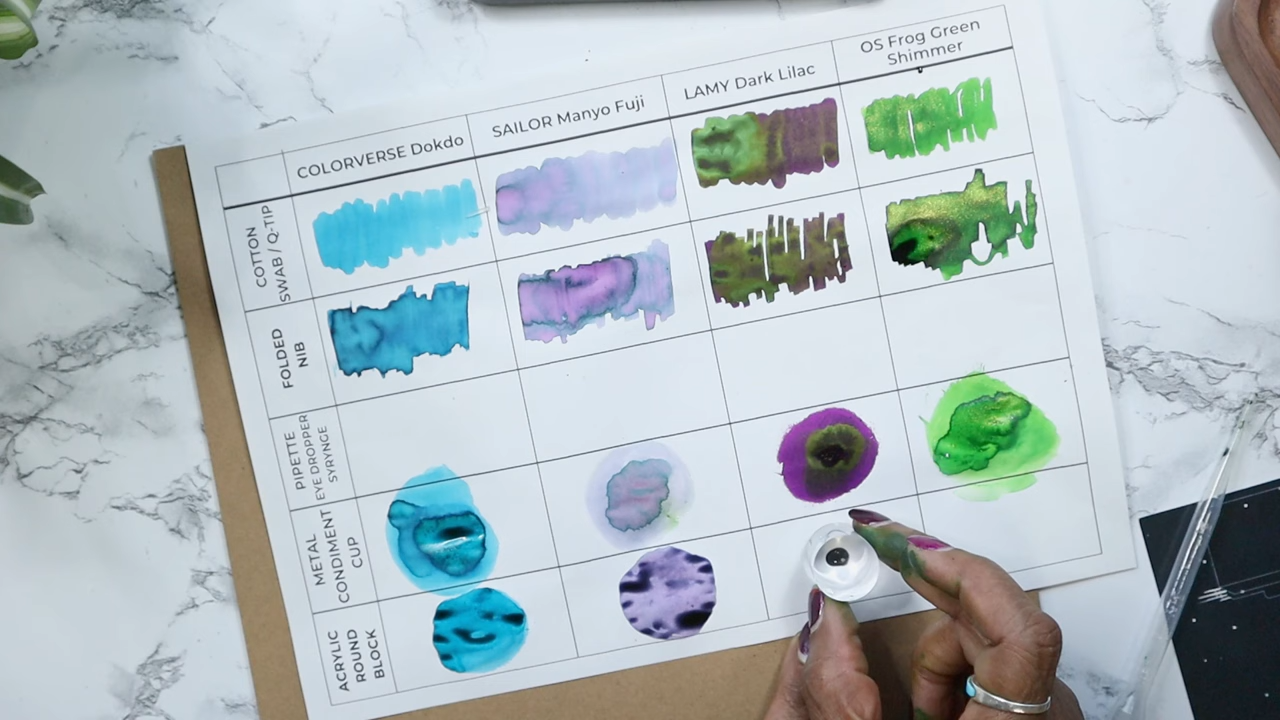 COLORVERSE Dokdo
SAILOR Manyo Fuji
LAMY Dark Lilac
OS Frog Green
Shimmer
COTTON
SWAB / Q-TIP
FOLDED
NIB
PIPETTE
EYE DROPPER
SYRYNGE
METAL
CONDIMENT
CUP
ACRYLIC
ROUND
BLOCK